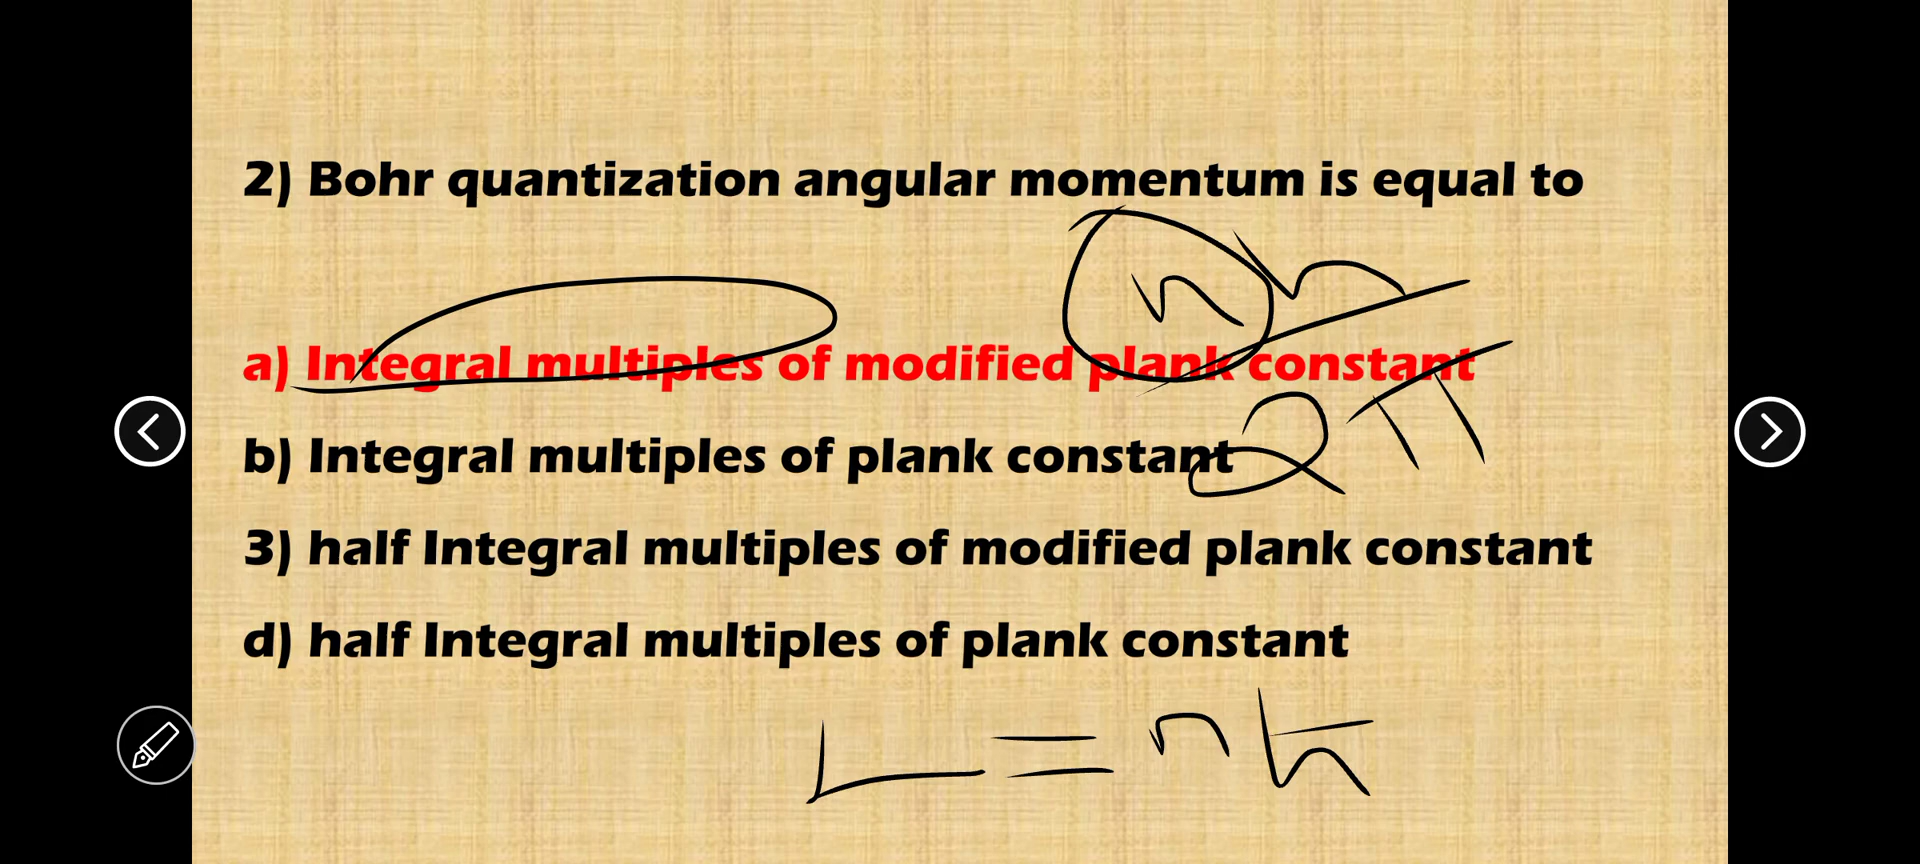 2) Bohr quantization angular momentum is equal to
nh
a) Integral multiples of modified plank constant
2π
b) Integral multiples of plank constant
3) half Integral multiples of modified plank constant
d) half Integral multiples of plank constant
L = nħ